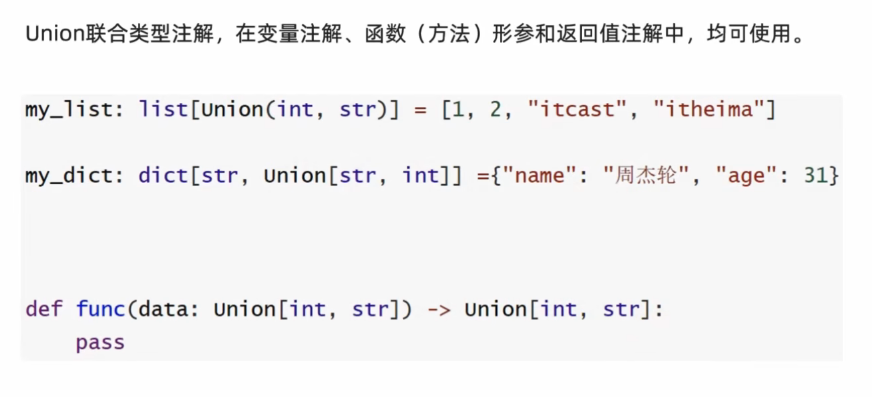 Union联合类型注解，在变量注解、函数（方法）形参和返回值注解中，均可使用。
my_list: list[Union(int, str)] = [1, 2, "itcast", "itheima"]
my_dict: dict[str, Union[str, int]] ={"name": "周杰轮", "age": 31}
def func(data: Union[int, str]) -> Union[int, str]:
    pass